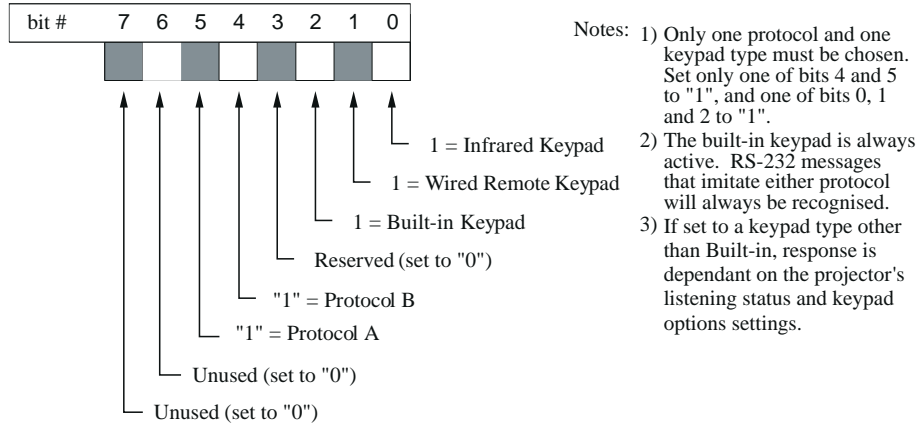 bit # 7 6 5 4 3 2 1 0
1 = Infrared Keypad
1 = Wired Remote Keypad
1 = Built-in Keypad
Reserved (set to "0")
"1" = Protocol B
"1" = Protocol A
Unused (set to "0")
Unused (set to "0")
Notes: 1) Only one protocol and one
keypad type must be chosen.
Set only one of bits 4 and 5
to "1", and one of bits 0, 1
and 2 to "1".
2) The built-in keypad is always
active. RS-232 messages
that imitate either protocol
will always be recognised.
3) If set to a keypad type other
than Built-in, response is
dependant on the projector's
listening status and keypad
options settings.